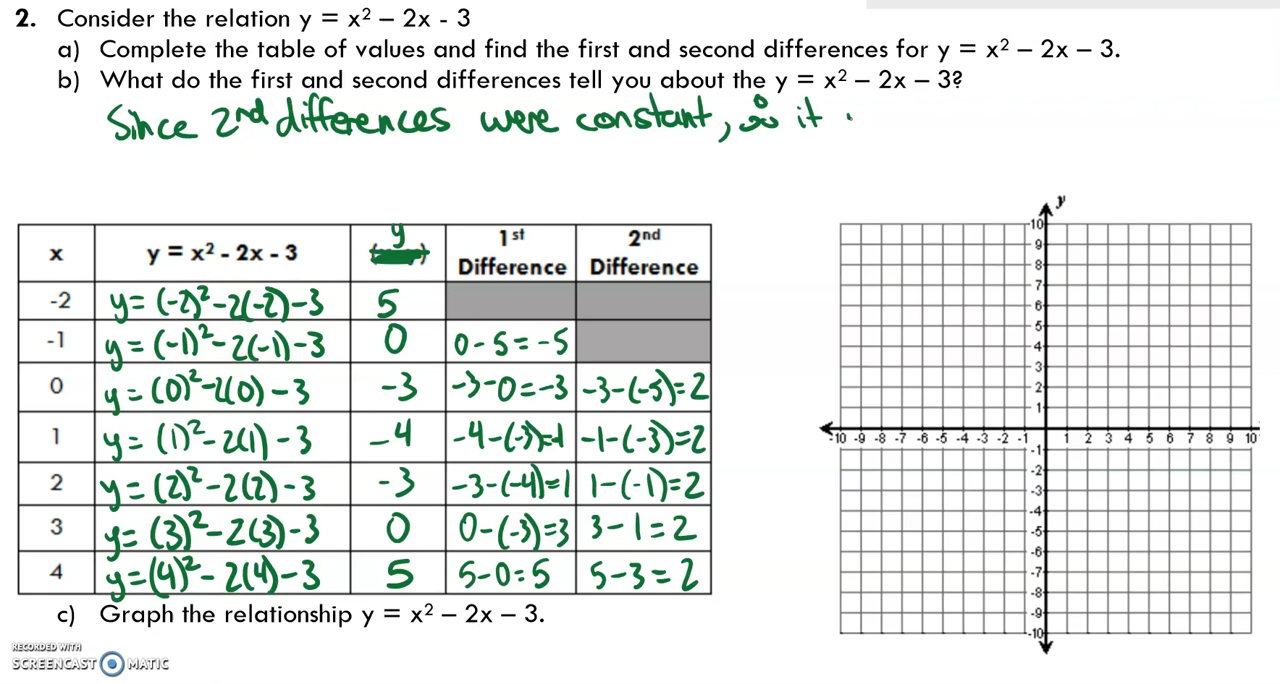 2. Consider the relation y = x² – 2x - 3
a) Complete the table of values and find the first and second differences for y = x² – 2x – 3.
b) What do the first and second differences tell you about the y = x² – 2x – 3?
Since 2nd differences were constant, ∴ it
x y = x² - 2x - 3 y 1st Difference 2nd Difference
-2 y = (-2)² - 2(-2) - 3 5
-1 y = (-1)² - 2(-1) - 3 0 0 - 5 = -5
0 y = (0)² - 2(0) - 3 -3 -3 - 0 = -3 -3 - (-5) = 2
1 y = (1)² - 2(1) - 3 -4 -4 - (-3) = -1 -1 - (-3) = 2
2 y = (2)² - 2(2) - 3 -3 -3 - (-4) = 1 1 - (-1) = 2
3 y = (3)² - 2(3) - 3 0 0 - (-3) = 3 3 - 1 = 2
4 y = (4)² - 2(4) - 3 5 5 - 0 = 5 5 - 3 = 2
c) Graph the relationship y = x² – 2x – 3.
y
10
9
8
7
6
5
4
3
2
1
-10 -9 -8 -7 -6 -5 -4 -3 -2 -1 1 2 3 4 5 6 7 8 9 10
-1
-2
-3
-4
-5
-6
-7
-8
-9
-10
RECORDED WITH
SCREENCAST MATIC